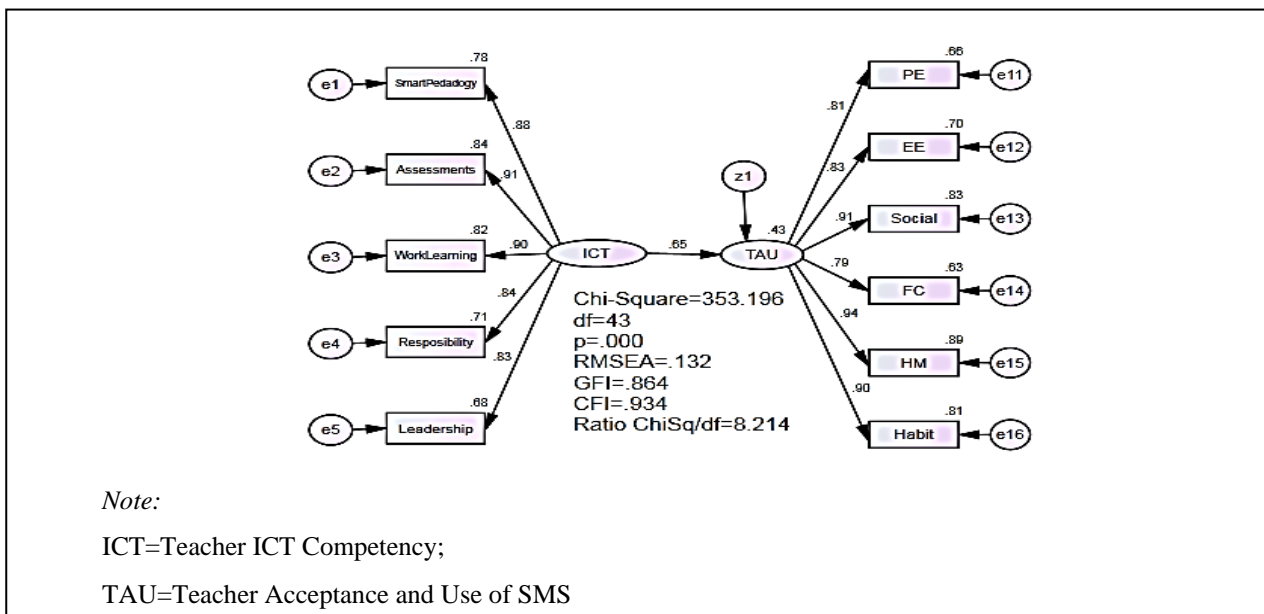 .78
e1
SmartPedadogy
.88
.84
e2
Assessments
.91
.82
e3
WorkLearning
.90
.71
e4
Resposibility
.84
.68
e5
Leadership
.83
ICT
.65
z1
.43
TAU
.66
PE
e11
.81
.70
EE
e12
.83
.83
Social
e13
.91
.63
FC
e14
.79
.89
HM
e15
.94
.81
Habit
e16
.90
Chi-Square=353.196
df=43
p=.000
RMSEA=.132
GFI=.864
CFI=.934
Ratio ChiSq/df=8.214
Note:
ICT=Teacher ICT Competency;
TAU=Teacher Acceptance and Use of SMS